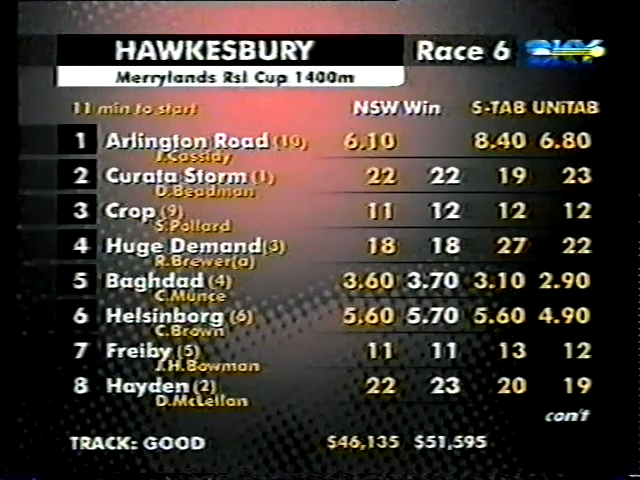 HAWKESBURY Race 6 SKY
Merrylands Rsl Cup 1400m
11 min to start NSW Win S-TAB UNiTAB
1 Arlington Road (10) 6.10 8.40 6.80
J.Cassidy
2 Curata Storm (1) 22 22 19 23
D.Beadman
3 Crop (9) 11 12 12 12
S.Pollard
4 Huge Demand (3) 18 18 27 22
R.Brewer(a)
5 Baghdad (4) 3.60 3.70 3.10 2.90
C.Munce
6 Helsinborg (6) 5.60 5.70 5.60 4.90
C.Brown
7 Freiby (5) 11 11 13 12
J.H.Bowman
8 Hayden (2) 22 23 20 19
D.McLellan
con't
TRACK: GOOD $46,135 $51,595